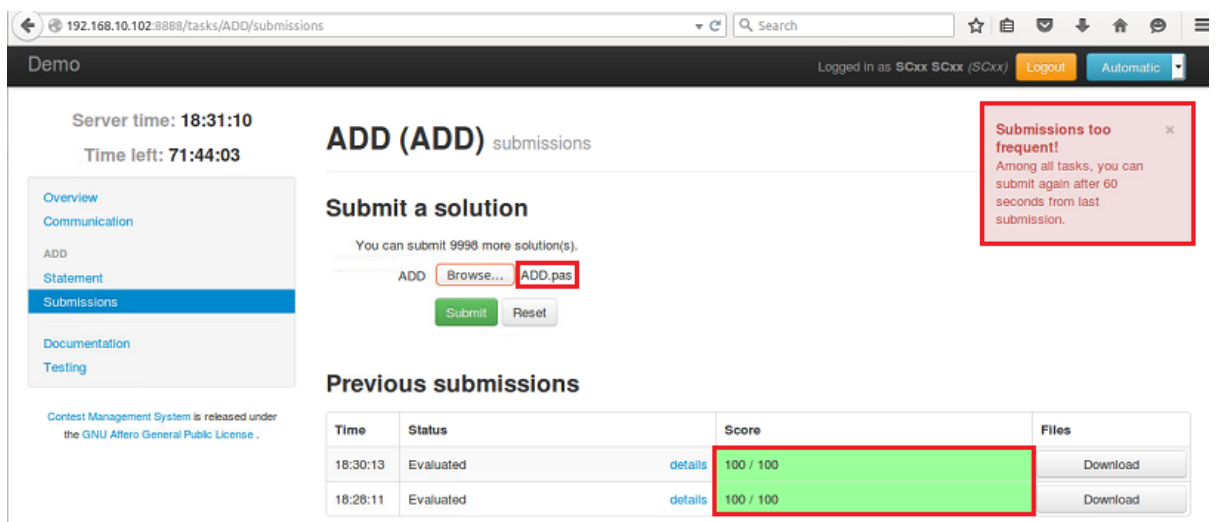 192.168.10.102:8888/tasks/ADD/submissions
Search
Demo
Logged in as SCxx SCxx (SCxx)
Logout
Automatic
Server time: 18:31:10
Time left: 71:44:03
Overview
Communication
ADD
Statement
Submissions
Documentation
Testing
Contest Management System is released under
the GNU Affero General Public License .
ADD (ADD) submissions
Submit a solution
You can submit 9998 more solution(s).
ADD Browse... ADD.pas
Submit Reset
Submissions too
frequent!
×
Among all tasks, you can
submit again after 60
seconds from last
submission.
Previous submissions
Time Status Score Files
18:30:13 Evaluated details 100 / 100 Download
18:28:11 Evaluated details 100 / 100 Download